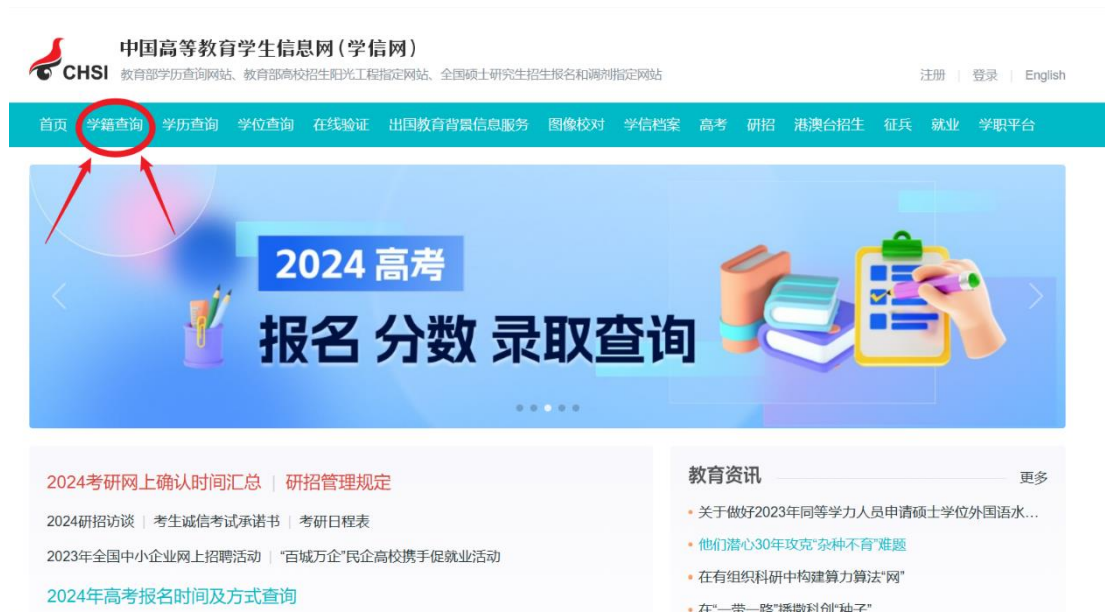 中国高等教育学生信息网(学信网)
CHSI 教育部学历查询网站、教育部高校招生阳光工程指定网站、全国硕士研究生招生报名和调剂指定网站
注册 | 登录 | English
首页 学籍查询 学历查询 学位查询 在线验证 出国教育背景信息服务 图像校对 学信档案 高考 研招 港澳台招生 征兵 就业 学职平台
2024 高考
报名 分数 录取查询
2024考研网上确认时间汇总 | 研招管理规定
2024研招访谈 | 考生诚信考试承诺书 | 考研日程表
2023年全国中小企业网上招聘活动 | “百城万企”民企高校携手促就业活动
2024年高考报名时间及方式查询
教育资讯 更多
• 关于做好2023年同等学力人员申请硕士学位外国语水...
• 他们潜心30年攻克“杂种不育”难题
• 在有组织科研中构建算力算法“网”
• 在“一带一路”播撒科创“种子”